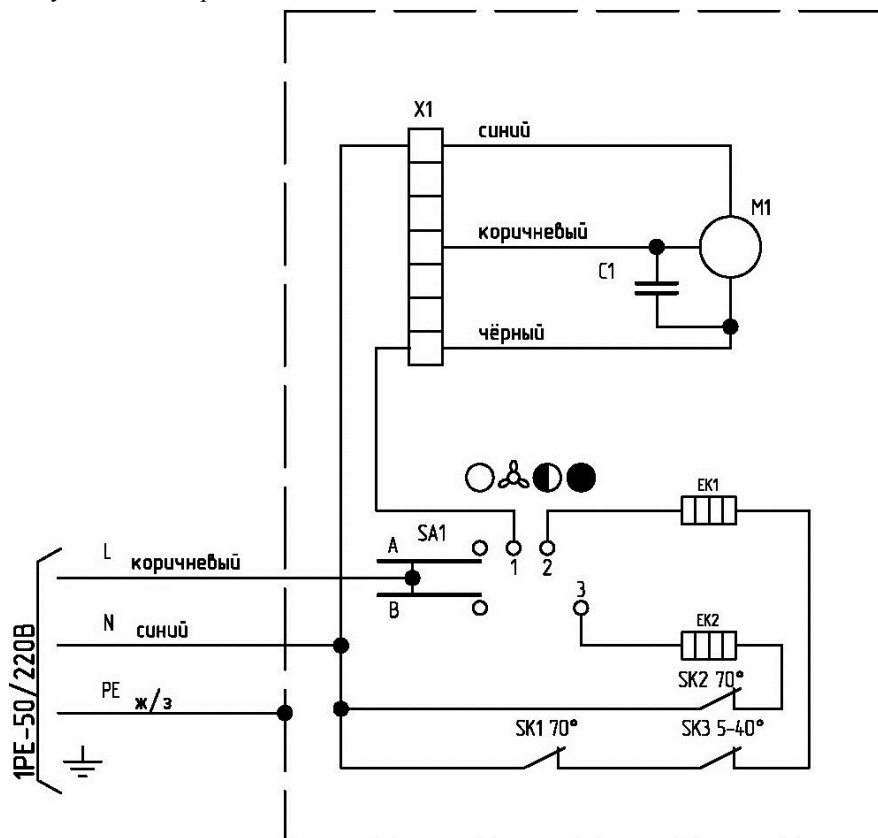 X1
синий
M1
коричневый
C1
чёрный
EK1
A
SA1
1
2
L
коричневый
3
B
N
синий
EK2
SK2 70°
PE
ж/з
SK1 70°
SK3 5-40°
1PE-50/220В